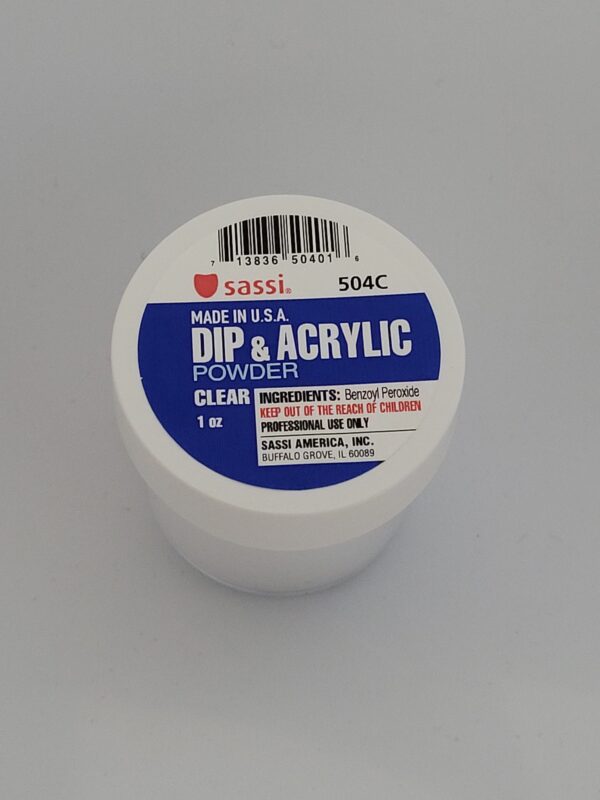 7 13836 50401 6
sassi® 504C
MADE IN U.S.A.
DIP & ACRYLIC
POWDER
CLEAR
1 oz
INGREDIENTS: Benzoyl Peroxide
KEEP OUT OF THE REACH OF CHILDREN
PROFESSIONAL USE ONLY
SASSI AMERICA, INC.
BUFFALO GROVE, IL 60089